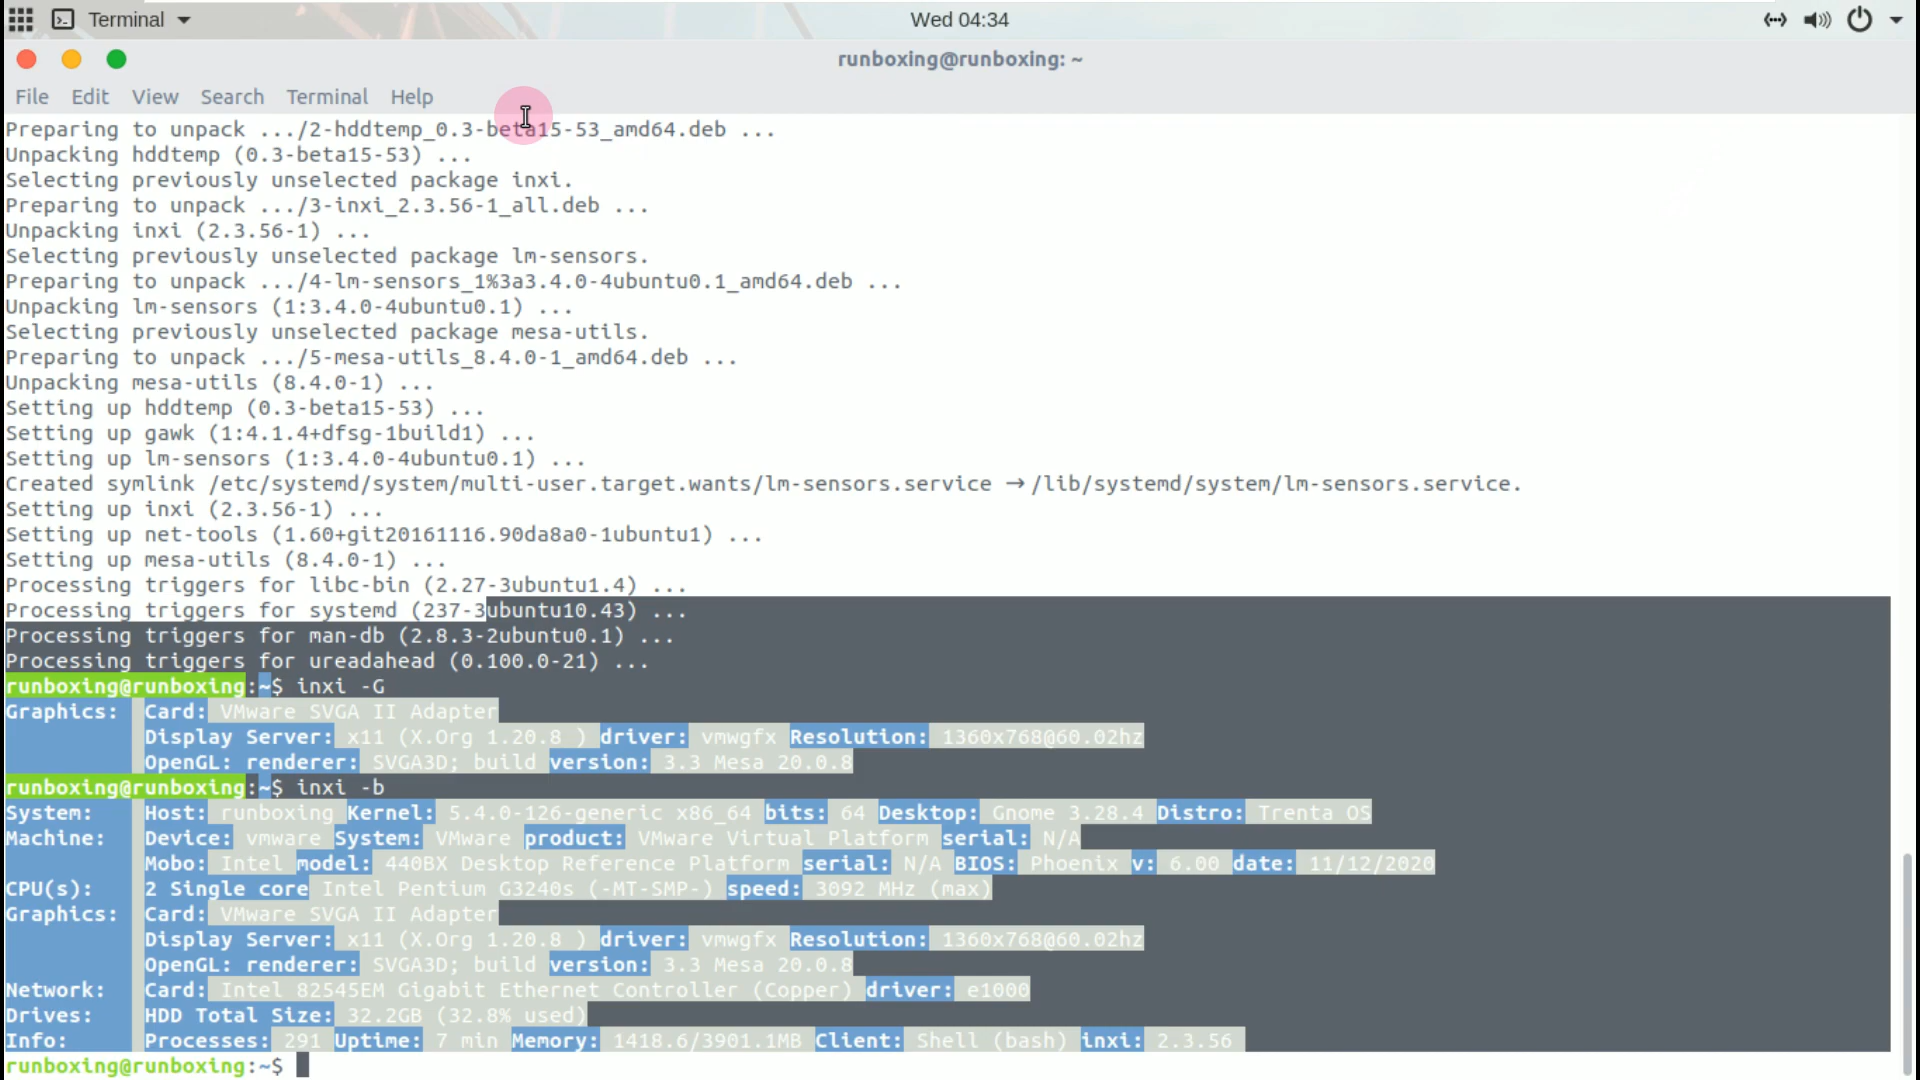 Terminal
Wed 04:34
runboxing@runboxing: ~
File Edit View Search Terminal Help
Preparing to unpack .../2-hddtemp_0.3-beta15-53_amd64.deb ...
Unpacking hddtemp (0.3-beta15-53) ...
Selecting previously unselected package inxi.
Preparing to unpack .../3-inxi_2.3.56-1_all.deb ...
Unpacking inxi (2.3.56-1) ...
Selecting previously unselected package lm-sensors.
Preparing to unpack .../4-lm-sensors_1%3a3.4.0-4ubuntu0.1_amd64.deb ...
Unpacking lm-sensors (1:3.4.0-4ubuntu0.1) ...
Selecting previously unselected package mesa-utils.
Preparing to unpack .../5-mesa-utils_8.4.0-1_amd64.deb ...
Unpacking mesa-utils (8.4.0-1) ...
Setting up hddtemp (0.3-beta15-53) ...
Setting up gawk (1:4.1.4+dfsg-1build1) ...
Setting up lm-sensors (1:3.4.0-4ubuntu0.1) ...
Created symlink /etc/systemd/system/multi-user.target.wants/lm-sensors.service → /lib/systemd/system/lm-sensors.service.
Setting up inxi (2.3.56-1) ...
Setting up net-tools (1.60+git20161116.90da8a0-1ubuntu1) ...
Setting up mesa-utils (8.4.0-1) ...
Processing triggers for libc-bin (2.27-3ubuntu1.4) ...
Processing triggers for systemd (237-3ubuntu10.43) ...
Processing triggers for man-db (2.8.3-2ubuntu0.1) ...
Processing triggers for ureadahead (0.100.0-21) ...
runboxing@runboxing:~$ inxi -G
Graphics: Card: VMware SVGA II Adapter
Display Server: x11 (X.Org 1.20.8 ) driver: vmwgfx Resolution: 1360x768@60.02hz
OpenGL: renderer: SVGA3D; build version: 3.3 Mesa 20.0.8
runboxing@runboxing:~$ inxi -b
System: Host: runboxing Kernel: 5.4.0-126-generic x86_64 bits: 64 Desktop: Gnome 3.28.4 Distro: Trenta OS
Machine: Device: vmware System: VMware product: VMware Virtual Platform serial: N/A
Mobo: Intel model: 440BX Desktop Reference Platform serial: N/A BIOS: Phoenix v: 6.00 date: 11/12/2020
CPU(s): 2 Single core Intel Pentium G3240s (-MT-SMP-) speed: 3092 MHz (max)
Graphics: Card: VMware SVGA II Adapter
Display Server: x11 (X.Org 1.20.8 ) driver: vmwgfx Resolution: 1360x768@60.02hz
OpenGL: renderer: SVGA3D; build version: 3.3 Mesa 20.0.8
Network: Card: Intel 82545EM Gigabit Ethernet Controller (Copper) driver: e1000
Drives: HDD Total Size: 32.2GB (32.8% used)
Info: Processes: 291 Uptime: 7 min Memory: 1418.6/3901.1MB Client: Shell (bash) inxi: 2.3.56
runboxing@runboxing:~$